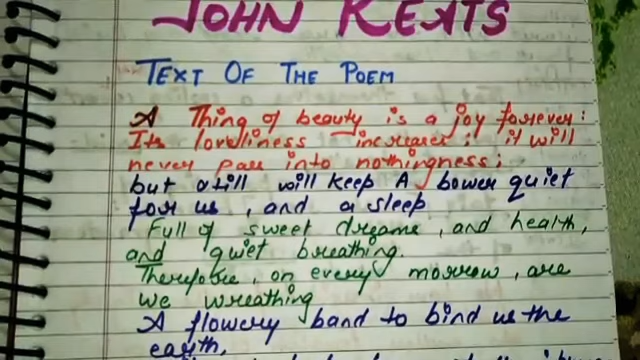 JOHN KEATS
TEXT OF THE POEM
A Thing of beauty is a joy forever:
Its loveliness increases; it will
never pass into nothingness;
but still will keep A bower quiet
for us, and a sleep
Full of sweet dreams, and health,
and quiet breathing.
Therefore, on every morrow, are
we wreathing
A flowery band to bind us the
earth,